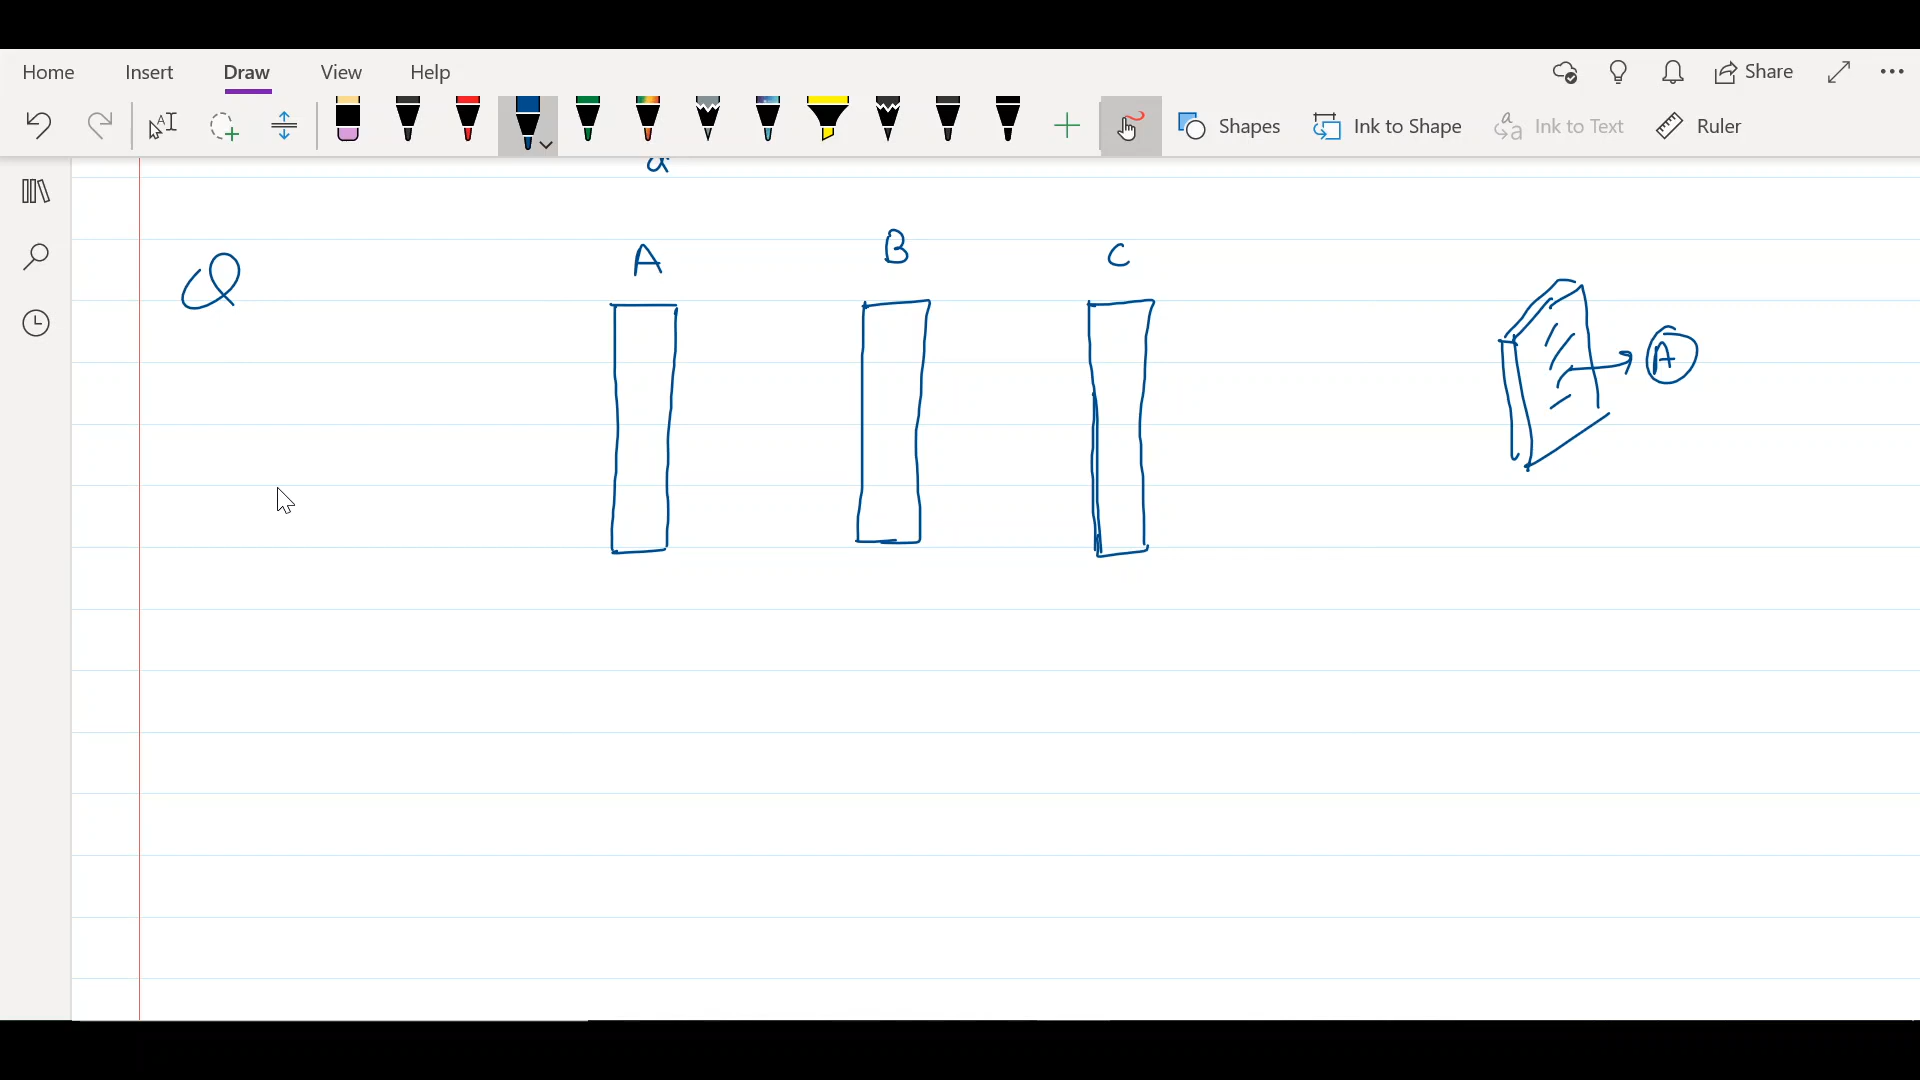 Home Insert Draw View Help Share
Shapes Ink to Shape Ink to Text Ruler
a
Q A B C
A